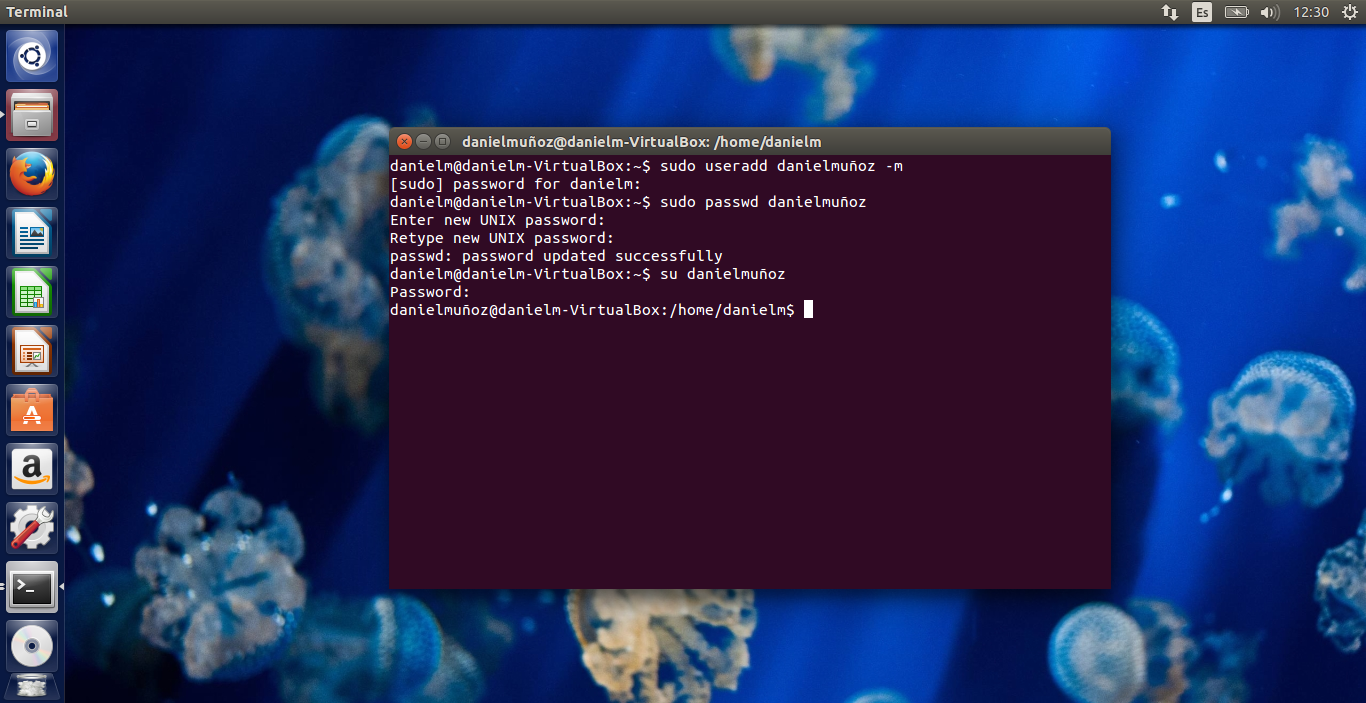 Terminal
Es
12:30
danielmuñoz@danielm-VirtualBox: /home/danielm
danielm@danielm-VirtualBox:~$ sudo useradd danielmuñoz -m
[sudo] password for danielm:
danielm@danielm-VirtualBox:~$ sudo passwd danielmuñoz
Enter new UNIX password:
Retype new UNIX password:
passwd: password updated successfully
danielm@danielm-VirtualBox:~$ su danielmuñoz
Password:
danielmuñoz@danielm-VirtualBox:/home/danielm$